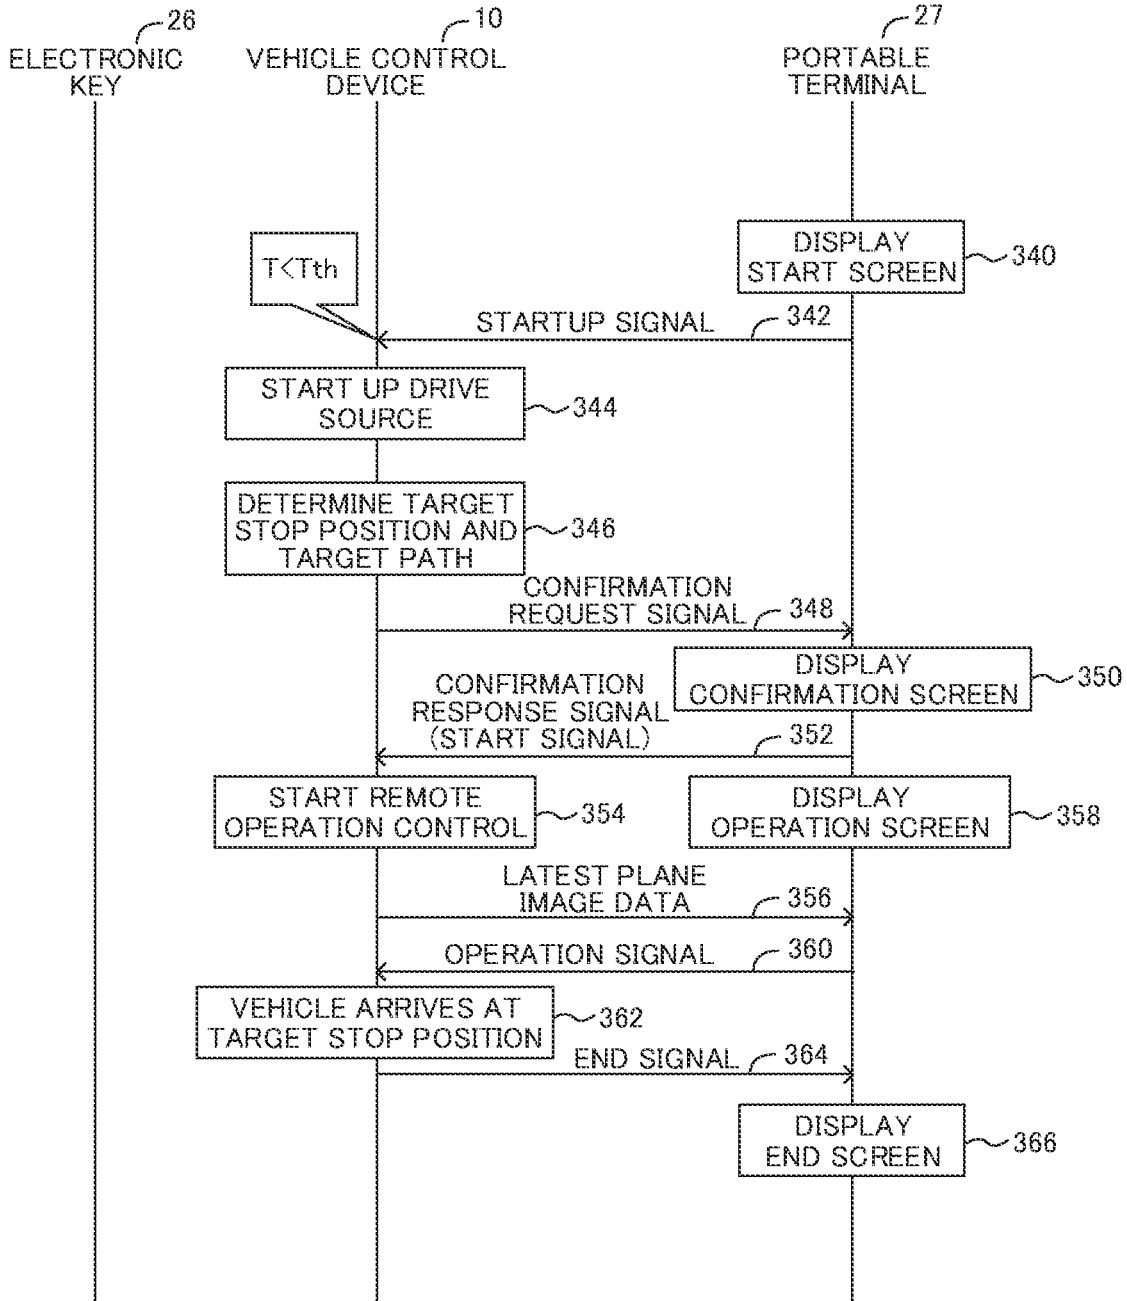 26
10
27
ELECTRONIC
KEY
VEHICLE CONTROL
DEVICE
PORTABLE
TERMINAL
DISPLAY
START SCREEN
340
T<Tth
STARTUP SIGNAL
342
START UP DRIVE
SOURCE
344
DETERMINE TARGET
STOP POSITION AND
TARGET PATH
346
CONFIRMATION
REQUEST SIGNAL
348
DISPLAY
CONFIRMATION SCREEN
350
CONFIRMATION
RESPONSE SIGNAL
(START SIGNAL)
352
START REMOTE
OPERATION CONTROL
354
DISPLAY
OPERATION SCREEN
358
LATEST PLANE
IMAGE DATA
356
OPERATION SIGNAL
360
VEHICLE ARRIVES AT
TARGET STOP POSITION
362
END SIGNAL
364
DISPLAY
END SCREEN
366